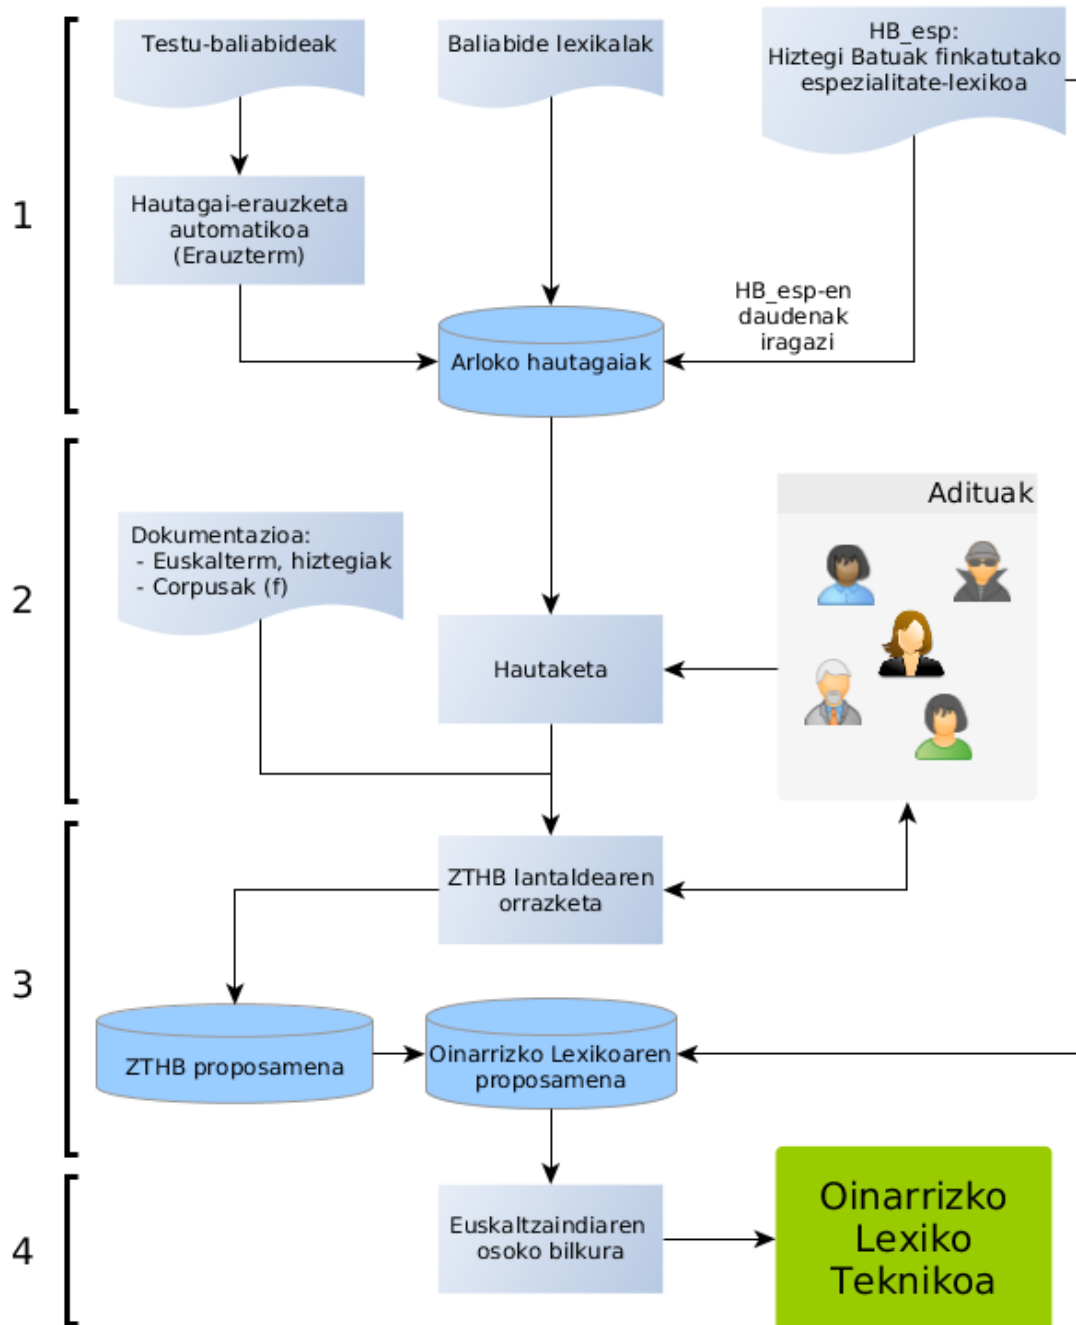 Testu-baliabideak
Baliabide lexikalak
HB_esp:
Hiztegi Batuak finkatutako
espezialitate-lexikoa
1
Hautagai-erauzketa
automatikoa
(Erauzterm)
HB_esp-en
daudenak
iragazi
Arloko hautagaiak
2
Adituak
Dokumentazioa:
- Euskalterm, hiztegiak
- Corpusak (f)
Hautaketa
3
ZTHB lantaldearen
orrazketa
ZTHB proposamena
Oinarrizko Lexikoaren
proposamena
4
Euskaltzaindiaren
osoko bilkura
Oinarrizko
Lexiko
Teknikoa